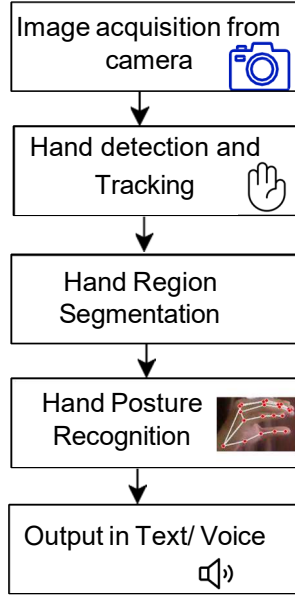 Image acquisition from
camera
Hand detection and
Tracking
Hand Region
Segmentation
Hand Posture
Recognition
Output in Text/ Voice